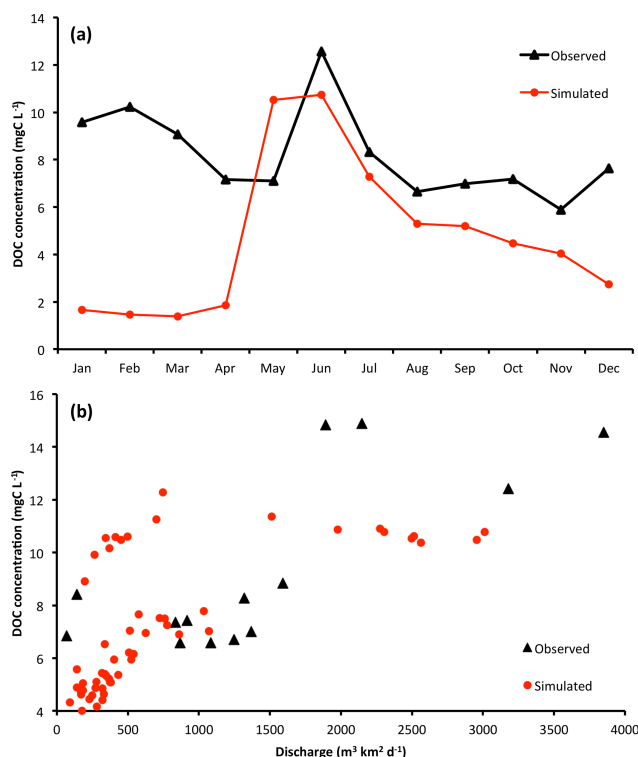 (a)
14
12
10
8
6
4
2
0
DOC concentration (mgC L⁻¹)
Observed
Simulated
Jan Feb Mar Apr May Jun Jul Aug Sep Oct Nov Dec
(b)
16
14
12
10
8
6
4
DOC concentration (mgC L⁻¹)
Observed
Simulated
0 500 1000 1500 2000 2500 3000 3500 4000
Discharge (m³ km² d⁻¹)